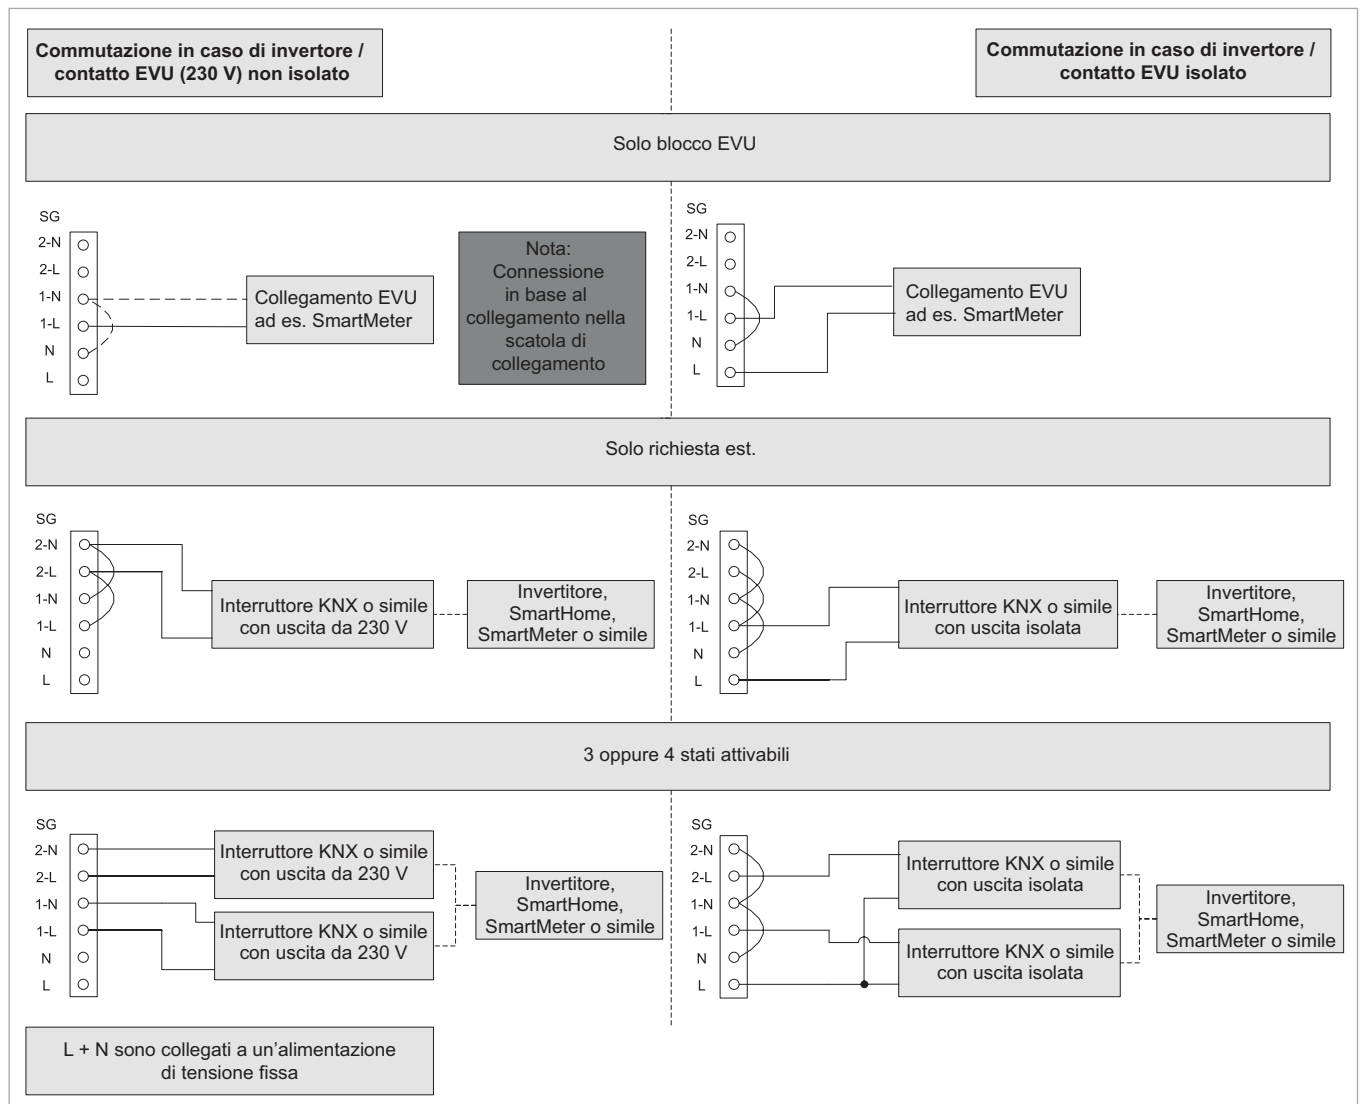 Commutazione in caso di invertore /
contatto EVU (230 V) non isolato
Commutazione in caso di invertore /
contatto EVU isolato
Solo blocco EVU
SG
2-N
2-L
1-N
1-L
N
L
Collegamento EVU
ad es. SmartMeter
Nota:
Connessione
in base al
collegamento nella
scatola di
collegamento
SG
2-N
2-L
1-N
1-L
N
L
Collegamento EVU
ad es. SmartMeter
Solo richiesta est.
SG
2-N
2-L
1-N
1-L
N
L
Interruttore KNX o simile
con uscita da 230 V
Invertitore,
SmartHome,
SmartMeter o simile
SG
2-N
2-L
1-N
1-L
N
L
Interruttore KNX o simile
con uscita isolata
Invertitore,
SmartHome,
SmartMeter o simile
3 oppure 4 stati attivabili
SG
2-N
2-L
1-N
1-L
N
L
Interruttore KNX o simile
con uscita da 230 V
Interruttore KNX o simile
con uscita da 230 V
Invertitore,
SmartHome,
SmartMeter o simile
SG
2-N
2-L
1-N
1-L
N
L
Interruttore KNX o simile
con uscita isolata
Interruttore KNX o simile
con uscita isolata
Invertitore,
SmartHome,
SmartMeter o simile
L + N sono collegati a un'alimentazione
di tensione fissa